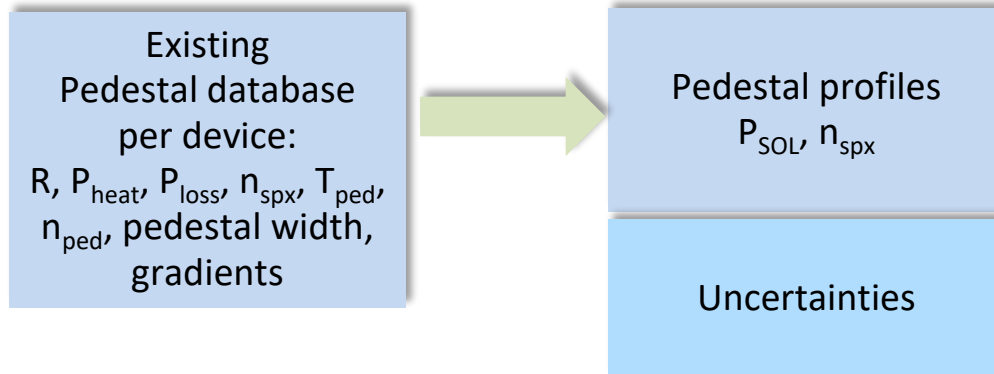 Existing
Pedestal database
per device:
R, P_heat, P_loss, n_spx, T_ped,
n_ped, pedestal width,
gradients
Pedestal profiles
P_SOL, n_spx
Uncertainties